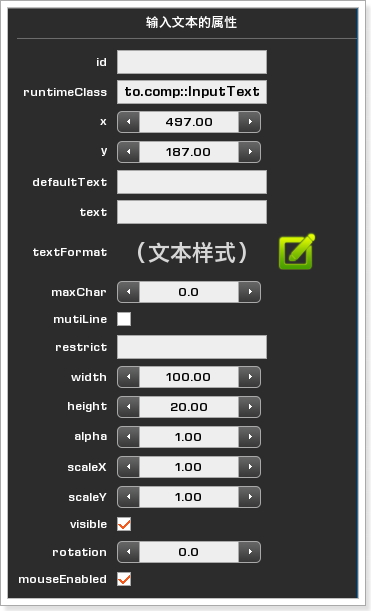 输入文本的属性
id
runtimeClass to.comp::InputText
x 497.00
y 187.00
defaultText
text
textFormat （文本样式）
maxChar 0.0
mutiLine
restrict
width 100.00
height 20.00
alpha 1.00
scaleX 1.00
scaleY 1.00
visible
rotation 0.0
mouseEnabled